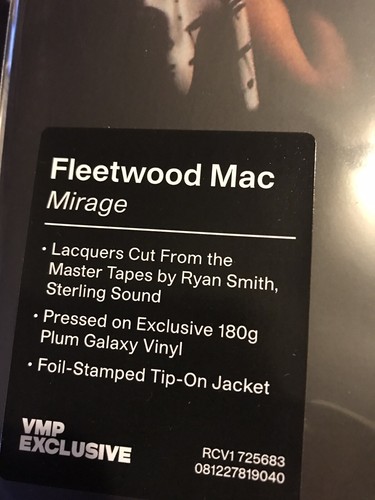 Fleetwood Mac
Mirage
• Lacquers Cut From the
Master Tapes by Ryan Smith,
Sterling Sound
• Pressed on Exclusive 180g
Plum Galaxy Vinyl
• Foil-Stamped Tip-On Jacket
VMP
EXCLUSIVE
RCV1 725683
081227819040